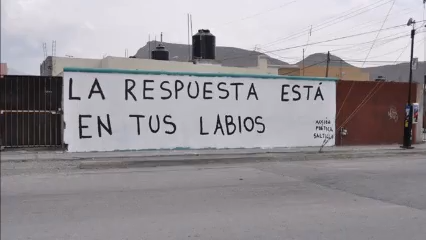 LA RESPUESTA ESTÁ
EN TUS LABIOS
ACCIÓN
POÉTICA
SALTILLO